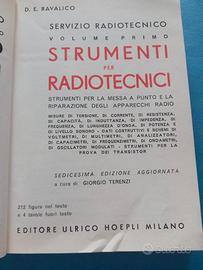 D. E. RAVALICO
SERVIZIO RADIOTECNICO
VOLUME PRIMO
STRUMENTI
PER
RADIOTECNICI
STRUMENTI PER LA MESSA A PUNTO E LA
RIPARAZIONE DEGLI APPARECCHI RADIO
MISURE DI TENSIONE, DI CORRENTE, DI RESISTENZA,
DI CAPACITÀ, DI INDUTTANZA, DI IMPEDENZA, DI
FREQUENZA, DI LUNGHEZZA D'ONDA, DI POTENZA E
DI LIVELLO SONORO - DATI COSTRUTTIVI E SCHEMI DI
VOLTMETRI, DI MULTIMETRI, DI ANALIZZATORI,
DI CAPACIMETRI, DI FREQUENZIMETRI, DI ONDAMETRI,
DI OSCILLATORI MODULATI - STRUMENTI PER LA
PROVA DEI TRANSISTOR
SEDICESIMA EDIZIONE AGGIORNATA
a cura di GIORGIO TERENZI
312 figure nel testo
e 4 tavole fuori testo
EDITORE ULRICO HOEPLI MILANO
subito